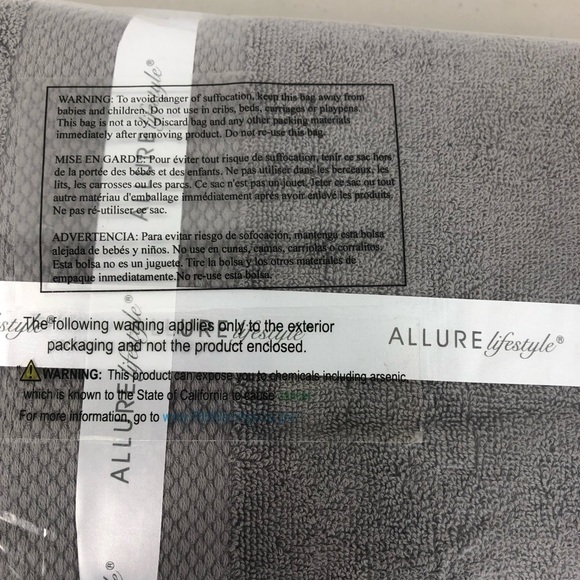 WARNING: To avoid danger of suffocation, keep this bag away from
babies and children. Do not use in cribs, beds, carriages or playpens.
This bag is not a toy. Discard bag and any other packing materials
immediately after removing product. Do not re-use this bag.
MISE EN GARDE: Pour éviter tout risque de suffocation, tenir ce sac hors
de la portée des bébés et des enfants. Ne pas utiliser dans les berceaux, les
lits, les carrosses ou les parcs. Ce sac n'est pas un jouet. Jeter ce sac ou tout
autre matériau d'emballage immédiatement après avoir enlevé les produits.
Ne pas ré-utiliser ce sac.
ADVERTENCIA: Para evitar riesgo de sofocación, mantenga esta bolsa
alejada de bebés y niños. No use en cunas, camas, carriolas o corralitos.
Esta bolsa no es un juguete. Tire la bolsa y los otros materiales de
empaque inmediatamente.No re-use esta bolsa.
The following warning applies only to the exterior
packaging and not the product enclosed.
WARNING: This product can expose you to chemicals including arsenic,
which is known to the State of California to cause
For more information, go to
lifestyle®
style®
URE lifestyle®
ALLURE lifestyle®
ALLURE lifestyle®